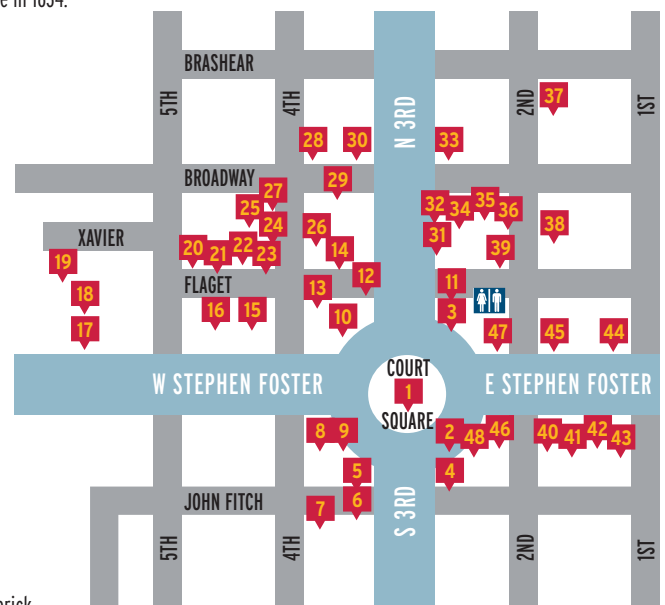 e in 1854.
BRASHEAR
5TH
4TH
N 3RD
2ND
37
1ST
28
30
33
BROADWAY
29
27
25
24
26
32
34
35
36
38
XAVIER
31
39
20
21
22
23
14
19
18
17
FLAGET
13
12
11
16
15
10
3
47
45
44
W STEPHEN FOSTER
COURT
1
SQUARE
E STEPHEN FOSTER
8
9
2
48
46
40
41
42
43
5
4
JOHN FITCH
7
6
S 3RD
5TH
4TH
2ND
1ST
rick